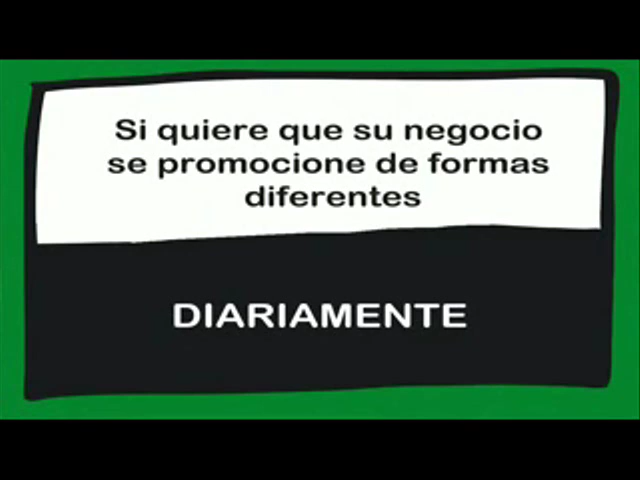 Si quiere que su negocio
se promocione de formas
diferentes
DIARIAMENTE